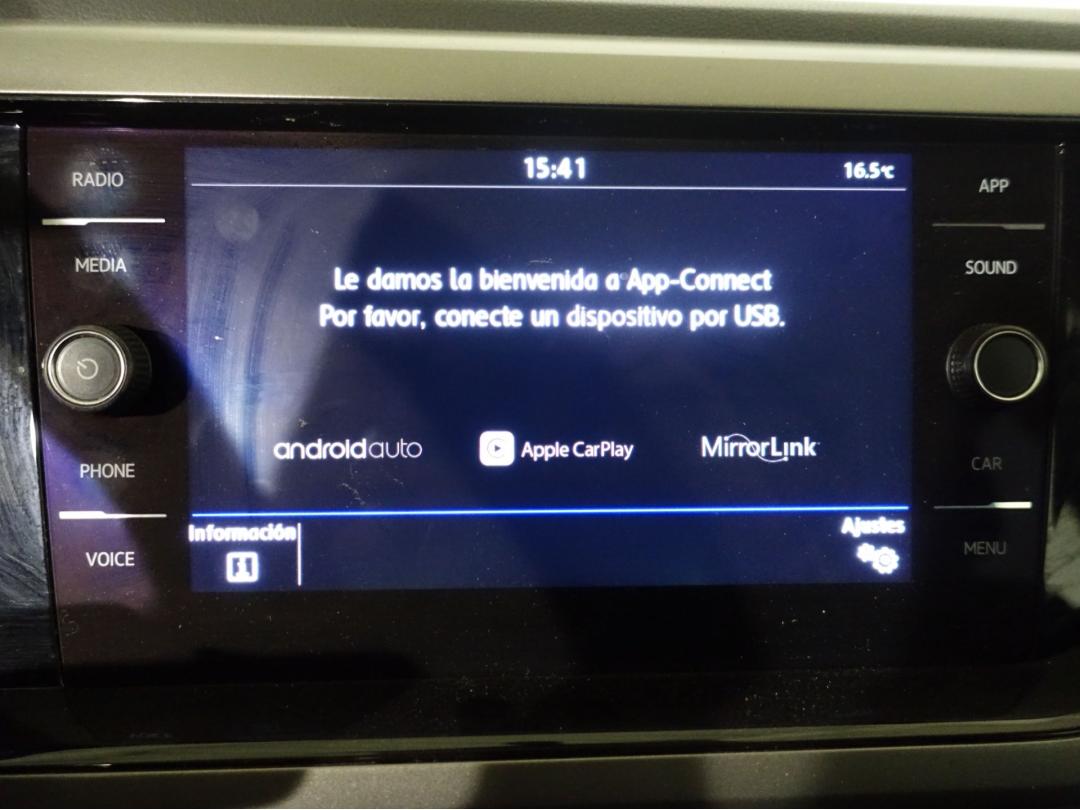 RADIO
MEDIA
PHONE
VOICE
15:41
16.5°C
Le damos la bienvenida a App-Connect
Por favor, conecte un dispositivo por USB.
androidauto
Apple CarPlay
MirrorLink
Información
Ajustes
APP
SOUND
CAR
MENU